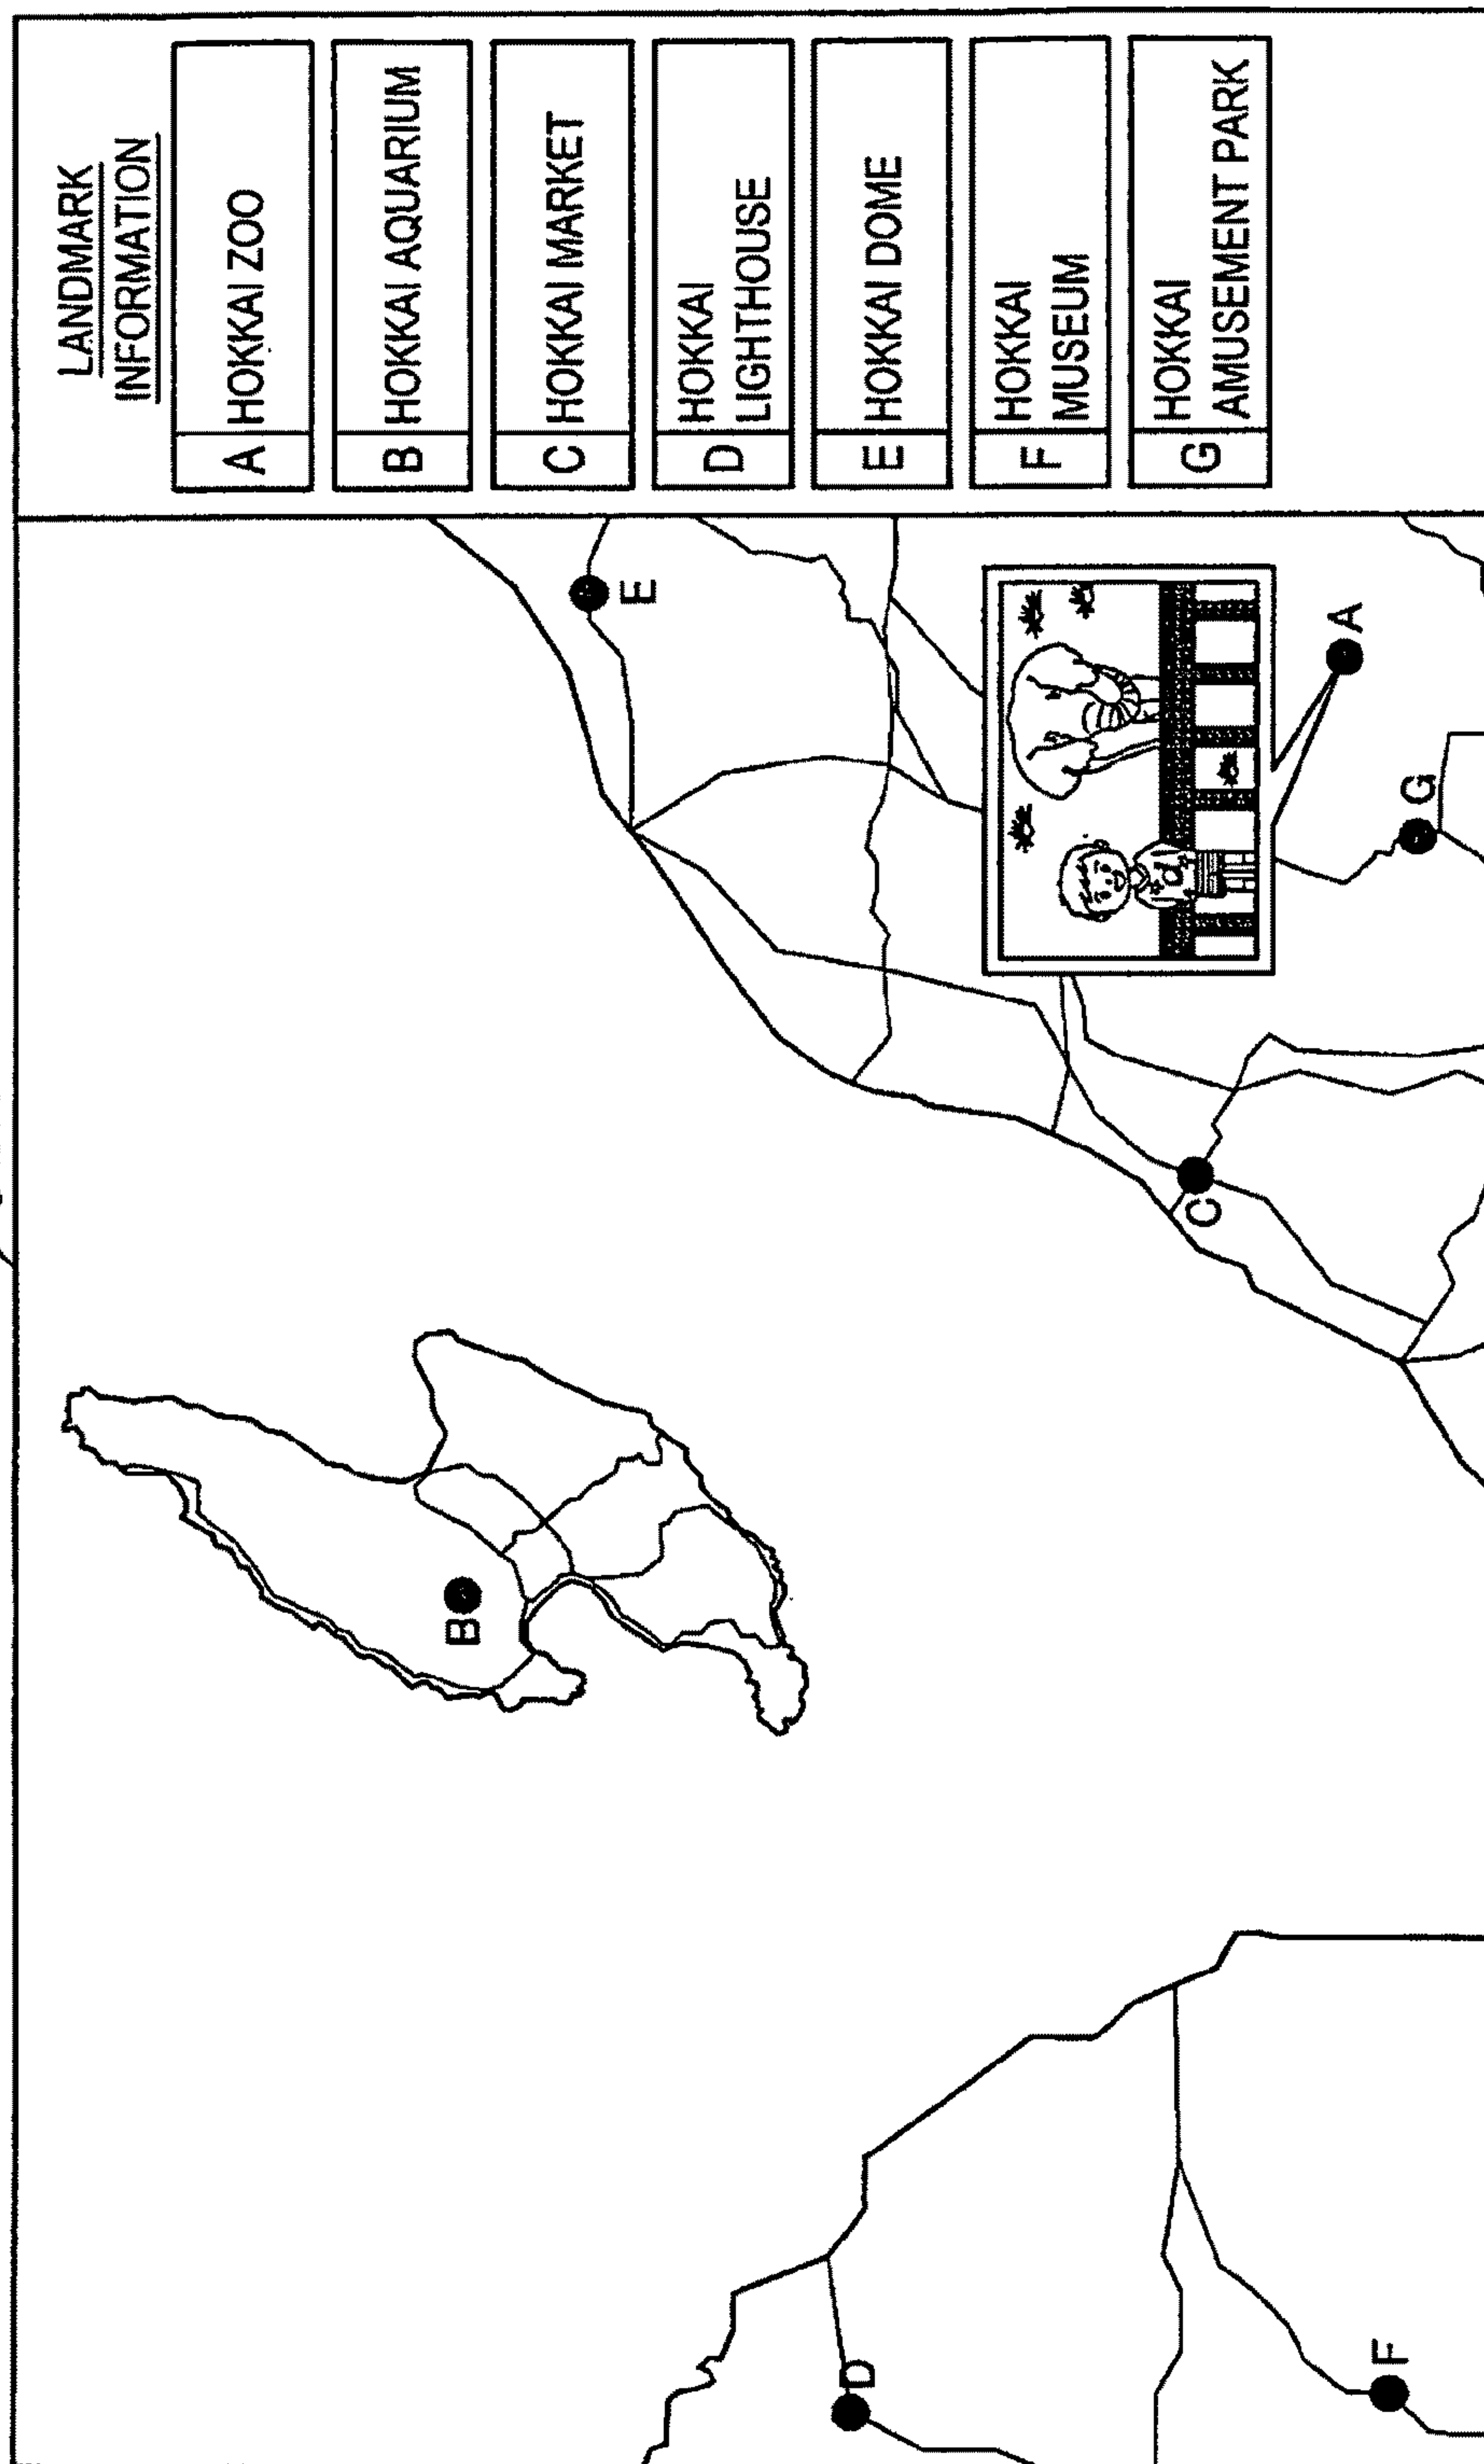 LANDMARK
INFORMATION
A HOKKAI ZOO
B HOKKAI AQUARIUM
C HOKKAI MARKET
D HOKKAI
LIGHTHOUSE
E HOKKAI DOME
F HOKKAI
MUSEUM
G HOKKAI
AMUSEMENT PARK
B
E
D
C
A
G
F
d